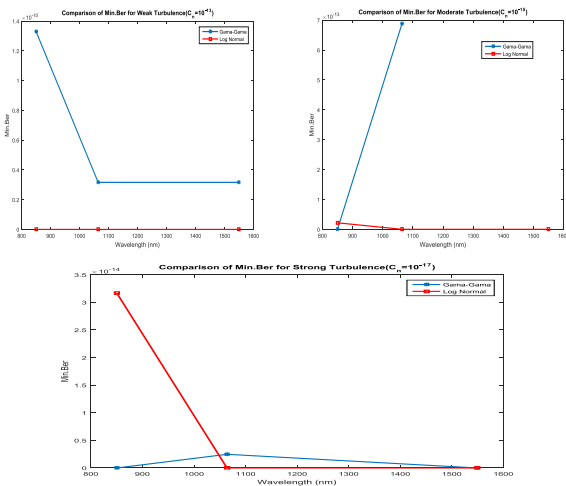 Comparison of Min.Ber for Weak Turbulence(Cn=10-13)
× 10-10
1.4
1.2
1
0.8
0.6
0.4
0.2
0
Min.Ber
800 900 1000 1100 1200 1300 1400 1500 1600
Wavelength (nm)
Gama-Gama
Log Normal
Comparison of Min.Ber for Moderate Turbulence(Cn=10-15)
× 10-13
7
6
5
4
3
2
1
0
Min.Ber
800 900 1000 1100 1200 1300 1400 1500 1600
Wavelength (nm)
Gama-Gama
Log Normal
Comparison of Min.Ber for Strong Turbulence(Cn=10-17)
× 10-14
3.5
3
2.5
2
1.5
1
0.5
0
Min.Ber
800 900 1000 1100 1200 1300 1400 1500 1600
Wavelength (nm)
Gama-Gama
Log Normal